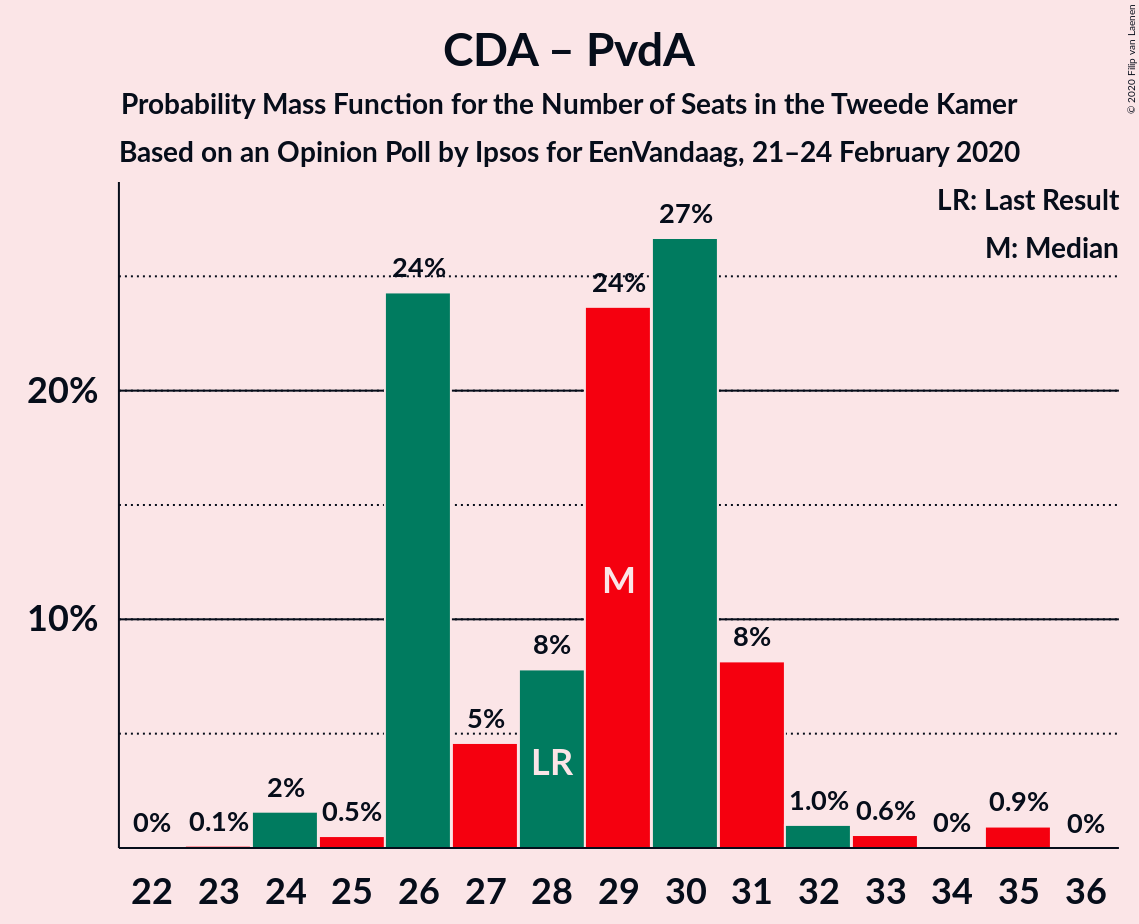 CDA – PvdA
Probability Mass Function for the Number of Seats in the Tweede Kamer
Based on an Opinion Poll by Ipsos for EenVandaag, 21–24 February 2020
© 2020 Filip van Laenen
LR: Last Result
M: Median
27%
24%
24%
20%
M
10%
8%
8%
5%
LR
2%
0%
0.1%
0.5%
1.0%
0.6%
0%
0.9%
0%
22 23 24 25 26 27 28 29 30 31 32 33 34 35 36